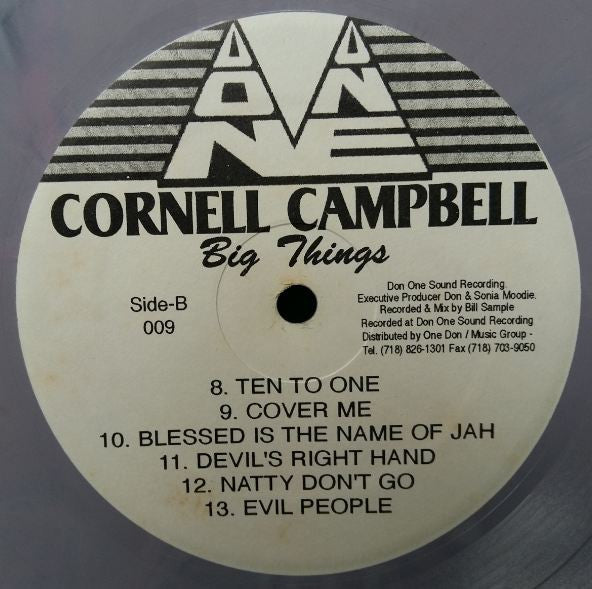 DON ONE
CORNELL CAMPBELL
Big Things
Side-B
009
Don One Sound Recording.
Executive Producer Don & Sonia Moodie.
Recorded & Mix by Bill Sample
Recorded at Don One Sound Recording
Distributed by One Don / Music Group -
Tel. (718) 826-1301 Fax (718) 703-9050
8. TEN TO ONE
9. COVER ME
10. BLESSED IS THE NAME OF JAH
11. DEVIL'S RIGHT HAND
12. NATTY DON'T GO
13. EVIL PEOPLE